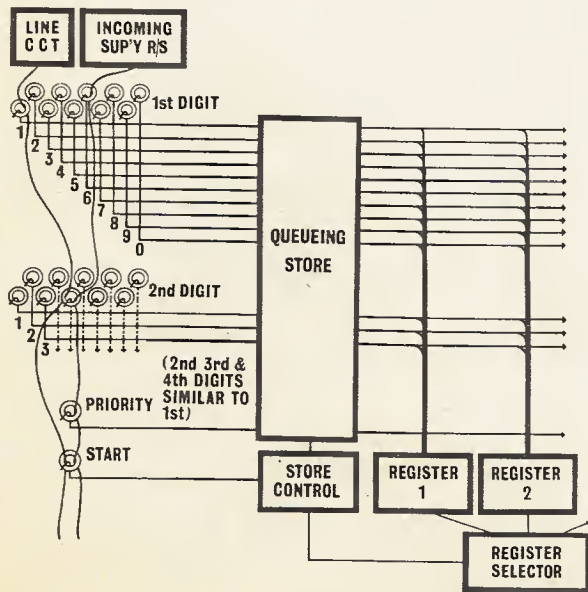 LINE
CCT
INCOMING
SUP'Y R/S
1st DIGIT
1
2
3
4
5
6
7
8
9
0
QUEUEING
STORE
2nd DIGIT
1
2
3
(2nd 3rd &
4th DIGITS
SIMILAR TO
1st)
PRIORITY
START
STORE
CONTROL
REGISTER
1
REGISTER
2
REGISTER
SELECTOR